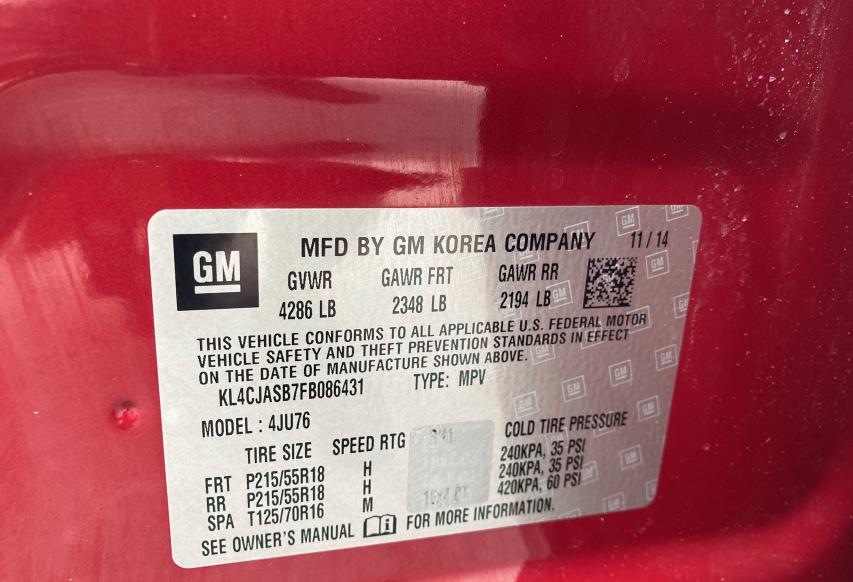 GM
MFD BY GM KOREA COMPANY 11/14
GVWR GAWR FRT GAWR RR
4286 LB 2348 LB 2194 LB
THIS VEHICLE CONFORMS TO ALL APPLICABLE U.S. FEDERAL MOTOR
VEHICLE SAFETY AND THEFT PREVENTION STANDARDS IN EFFECT
ON THE DATE OF MANUFACTURE SHOWN ABOVE.
KL4CJASB7FB086431 TYPE: MPV
MODEL : 4JU76
TIRE SIZE SPEED RTG COLD TIRE PRESSURE
FRT P215/55R18 H 240KPA, 35 PSI
RR P215/55R18 H 240KPA, 35 PSI
SPA T125/70R16 M 420KPA, 60 PSI
SEE OWNER'S MANUAL FOR MORE INFORMATION.